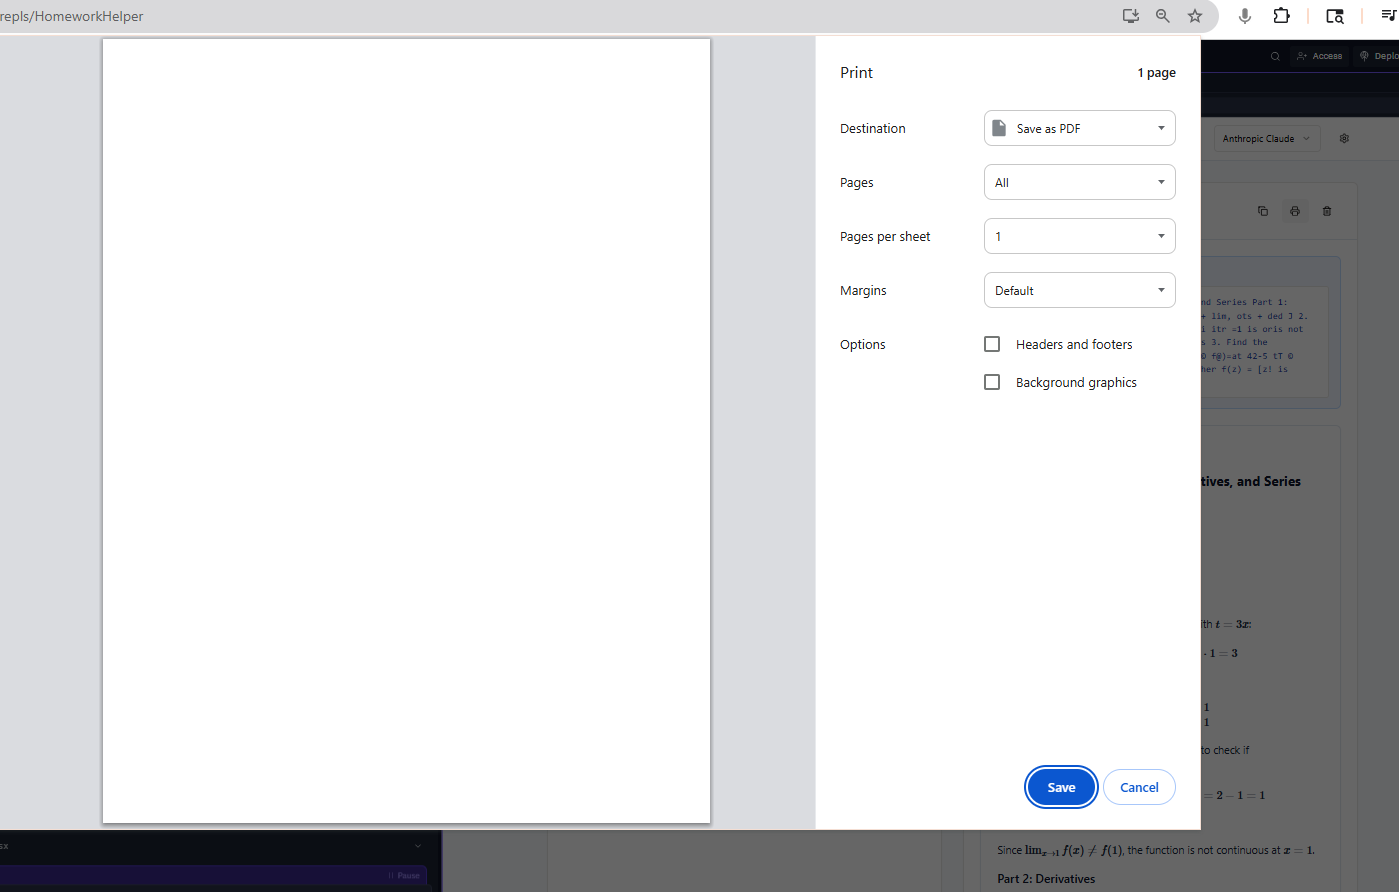 repls/HomeworkHelper
Print
1 page
Destination
Save as PDF
Pages
All
Pages per sheet
1
Margins
Default
Options
Headers and footers
Background graphics
Save
Cancel
Access
Deplo
Anthropic Claude
nd Series Part 1:
+ lim, ots + ded 3 2.
l itr =1 is oris not
s 3. Find the
0 f@)=at 42-5 tT 0
her f(z) = [z! is
tives, and Series
ith t = 3x:
· 1 = 3
1
1
to check if
= 2 − 1 = 1
Since limₓ→₁ f(x) ≠ f(1), the function is not continuous at x = 1.
Part 2: Derivatives
sx
Pause